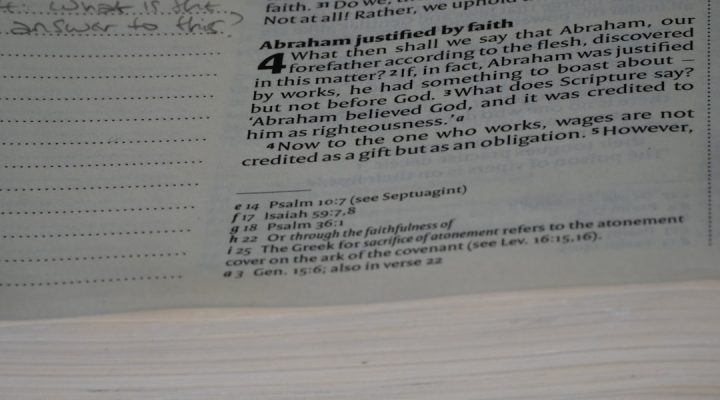 t: What is the
answer to this?
faith. 31 Do we,
Not at all! Rather, we uphold
Abraham justified by faith
4 What then shall we say that Abraham, our
forefather according to the flesh, discovered
in this matter? 2 If, in fact, Abraham was justified
by works, he had something to boast about –
but not before God. 3 What does Scripture say?
‘Abraham believed God, and it was credited to
him as righteousness.’a
4 Now to the one who works, wages are not
credited as a gift but as an obligation. 5 However,
e 14 Psalm 10:7 (see Septuagint)
f 17 Isaiah 59:7,8
g 18 Psalm 36:1
h 22 Or through the faithfulness of
i 25 The Greek for sacrifice of atonement refers to the atonement
cover on the ark of the covenant (see Lev. 16:15,16).
a 3 Gen. 15:6; also in verse 22